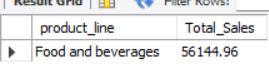 Result Grid Filter Rows:
product_line Total_Sales
Food and beverages 56144.96